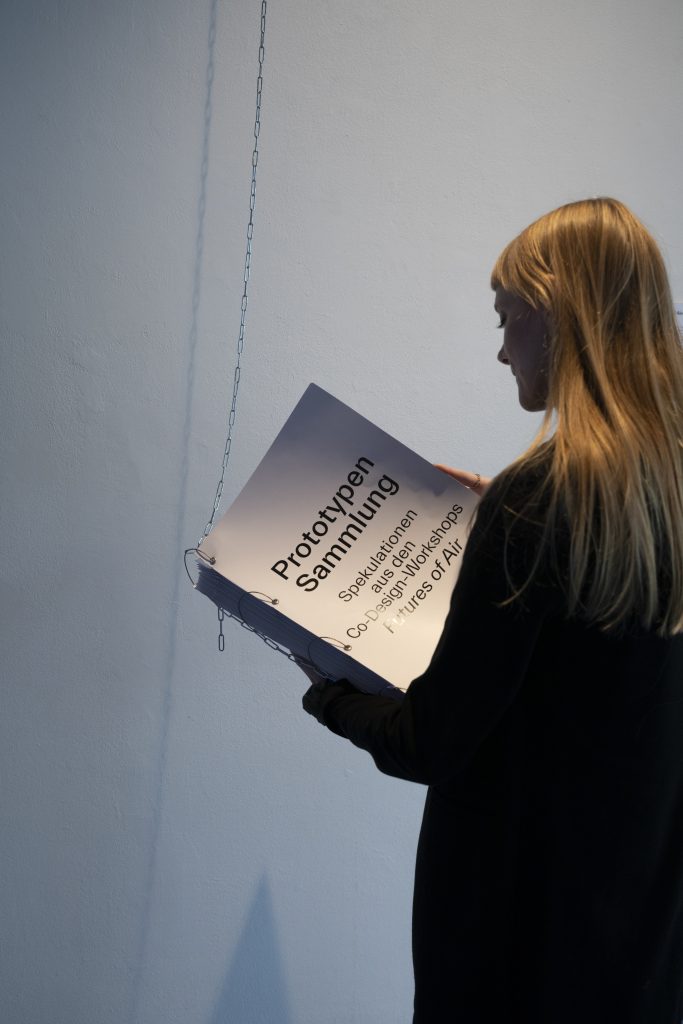 Prototypen
Sammlung
Spekulationen
aus den
Co-Design-Workshops
Futures of Air